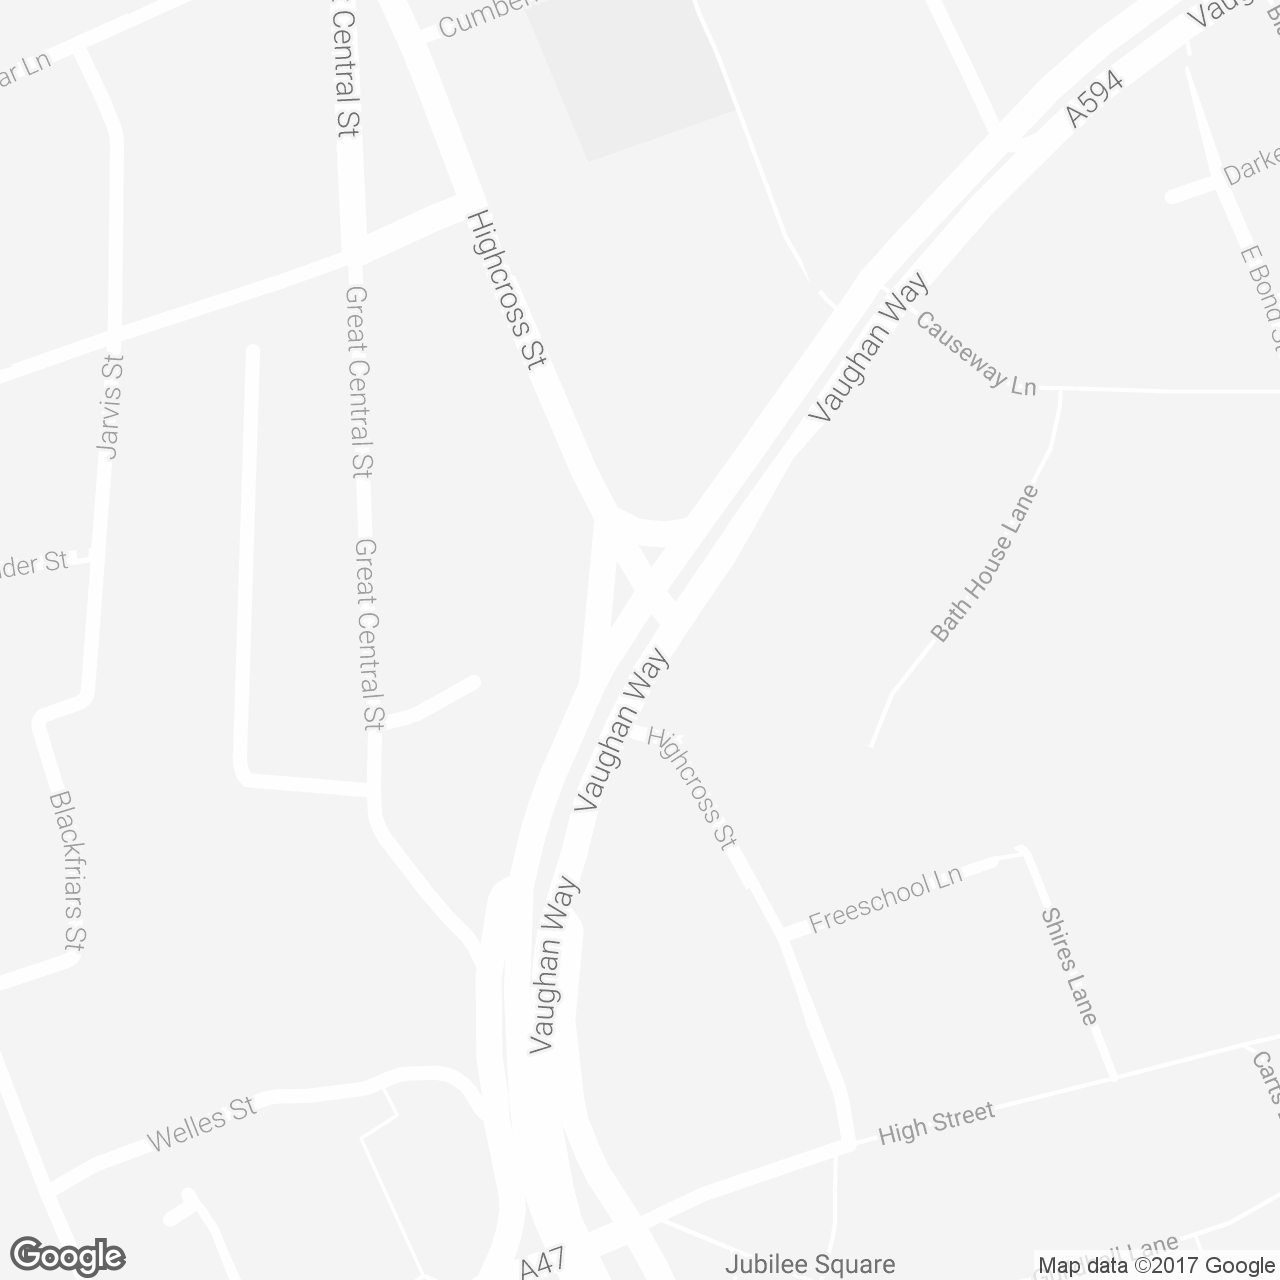 Central St
A594
Highcross St
Great Central St
Vaughan Way
E Bond St
Causeway Ln
Jarvis St
Bath House Lane
Great Central St
Vaughan Way
Highcross St
Blackfriars St
Freeschool Ln
Vaughan Way
Shires Lane
High Street
Welles St
A47
Jubilee Square
Google
Map data ©2017 Google